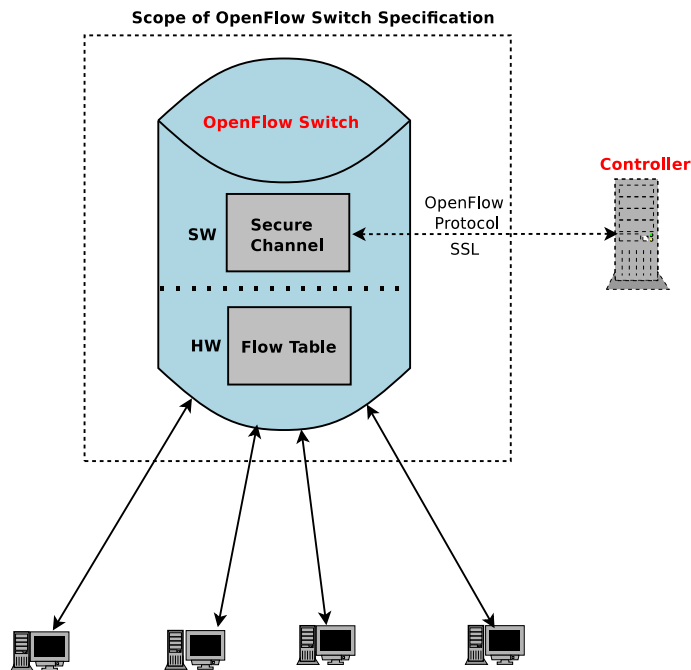 Scope of OpenFlow Switch Specification
OpenFlow Switch
Controller
OpenFlow
Protocol
SSL
SW
Secure
Channel
HW
Flow Table